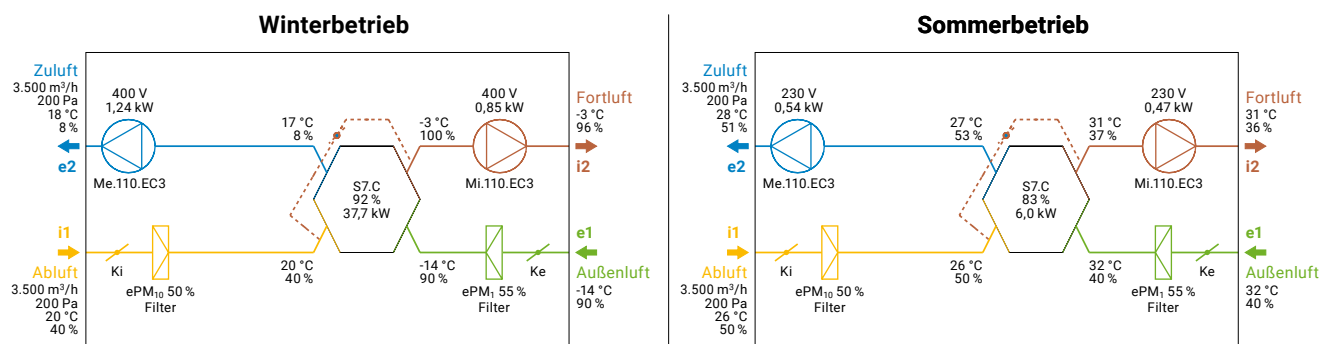 Winterbetrieb
Zuluft
3.500 m³/h
200 Pa
18 °C
8 %
e2
400 V
1,24 kW
Me.110.EC3
17 °C
8 %
-3 °C
100 %
400 V
0,85 kW
Mi.110.EC3
Fortluft
-3 °C
96 %
i2
S7.C
92 %
37,7 kW
i1
Abluft
3.500 m³/h
200 Pa
20 °C
40 %
Ki
ePM₁₀ 50 %
Filter
20 °C
40 %
-14 °C
90 %
ePM₁ 55 %
Filter
Ke
e1
Außenluft
-14 °C
90 %
Sommerbetrieb
Zuluft
3.500 m³/h
200 Pa
28 °C
51 %
e2
230 V
0,54 kW
Me.110.EC3
27 °C
53 %
31 °C
37 %
230 V
0,47 kW
Mi.110.EC3
Fortluft
31 °C
36 %
i2
S7.C
83 %
6,0 kW
i1
Abluft
3.500 m³/h
200 Pa
26 °C
50 %
Ki
ePM₁₀ 50 %
Filter
26 °C
50 %
32 °C
40 %
ePM₁ 55 %
Filter
Ke
e1
Außenluft
32 °C
40 %